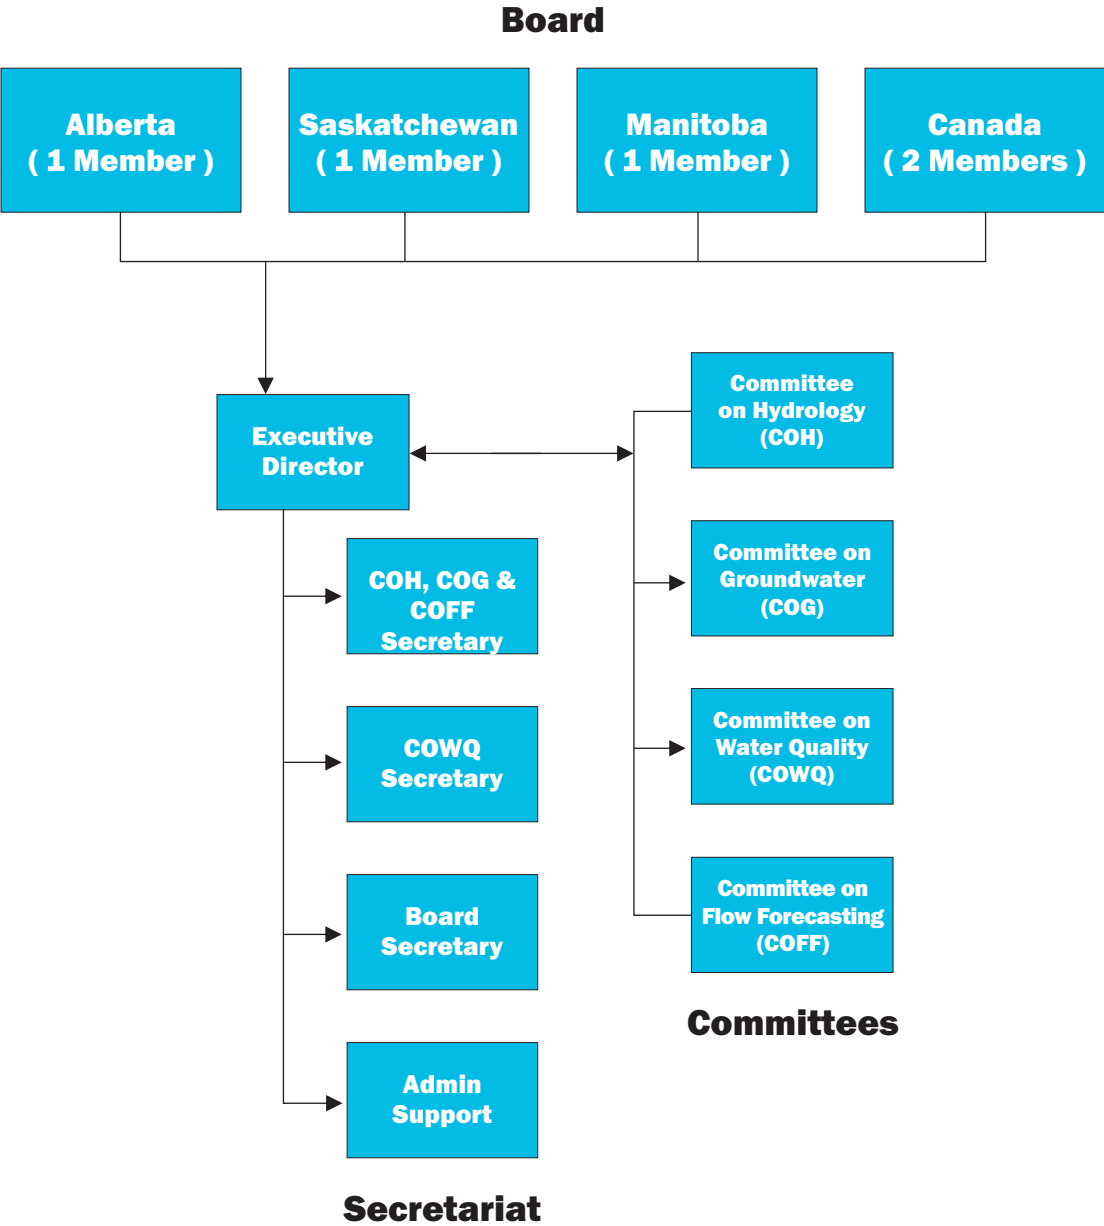 Board
Alberta
( 1 Member )
Saskatchewan
( 1 Member )
Manitoba
( 1 Member )
Canada
( 2 Members )
Executive
Director
COH, COG &
COFF
Secretary
COWQ
Secretary
Board
Secretary
Admin
Support
Secretariat
Committee
on Hydrology
(COH)
Committee on
Groundwater
(COG)
Committee on
Water Quality
(COWQ)
Committee on
Flow Forecasting
(COFF)
Committees